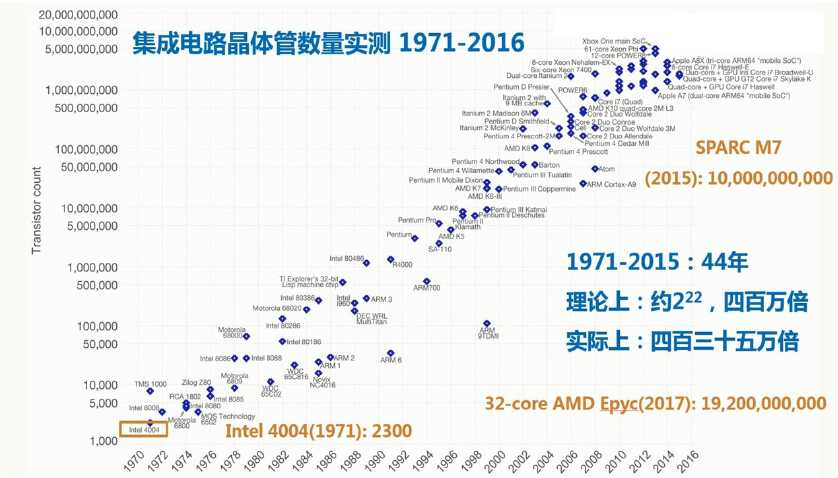 集成电路晶体管数量实测 1971-2016
20,000,000,000
10,000,000,000
5,000,000,000
1,000,000,000
500,000,000
100,000,000
50,000,000
10,000,000
5,000,000
1,000,000
500,000
100,000
50,000
10,000
5,000
1,000
Transistor count
Xbox One main SoC
61-core Xeon Phi
12-core POWER8
8-core Xeon Nehalem-EX
Six-core Xeon 7400
Dual-core Itanium 2
Apple A8X (tri-core ARM64 "mobile SoC")
8-core Core i7 Haswell-E
Duo-core + GPU Iris Core i7 Broadwell-U
Quad-core + GPU GT2 Core i7 Skylake K
Quad-core + GPU Core i7 Haswell
Apple A7 (dual-core ARM64 "mobile SoC")
Pentium D Presler
POWER6
Itanium 2 with
9 MB cache
Core i7 (Quad)
AMD K10 quad-core 2M L3
Core 2 Duo Wolfdale
Itanium 2 Madison 6M
Pentium D Smithfield
Core 2 Duo Conroe
Itanium 2 McKinley
Cell
Core 2 Duo Wolfdale 3M
Pentium 4 Prescott-2M
Core 2 Duo Allendale
Pentium 4 Cedar Mill
AMD K8
Pentium 4 Prescott
Pentium 4 Northwood
Barton
Pentium 4 Willamette
Pentium III Tualatin
Atom
Pentium II Mobile Dixon
AMD K7
Pentium III Coppermine
ARM Cortex-A9
AMD K6-III
AMD K6
Pentium III Katmai
Pentium Pro
Pentium II
Klamath
Pentium II Deschutes
Pentium
AMD K5
SA-110
Intel 80486
R4000
TI Explorer's 32-bit
Lisp machine chip
ARM700
Intel 80386
Intel
i960
ARM 3
Motorola 68020
DEC WRL
MultiTitan
Intel 80286
ARM
9TDMI
Motorola
68000
Intel 80186
Intel 8086
Intel 8088
ARM 2
ARM 6
ARM 1
WDC
65C816
Novix
NC4016
Motorola
6809
WDC
65C02
TMS 1000
Zilog Z80
RCA 1802
Intel 8085
Intel 8008
Intel 8080
Motorola
6800
MOS Technology
6502
Intel 4004
SPARC M7
(2015): 10,000,000,000
1971-2015：44年
理论上：约2²²，四百万倍
实际上：四百三十五万倍
32-core AMD Epyc(2017): 19,200,000,000
Intel 4004(1971): 2300
1970 1972 1974 1976 1978 1980 1982 1984 1986 1988 1990 1992 1994 1996 1998 2000 2002 2004 2006 2008 2010 2012 2014 2016